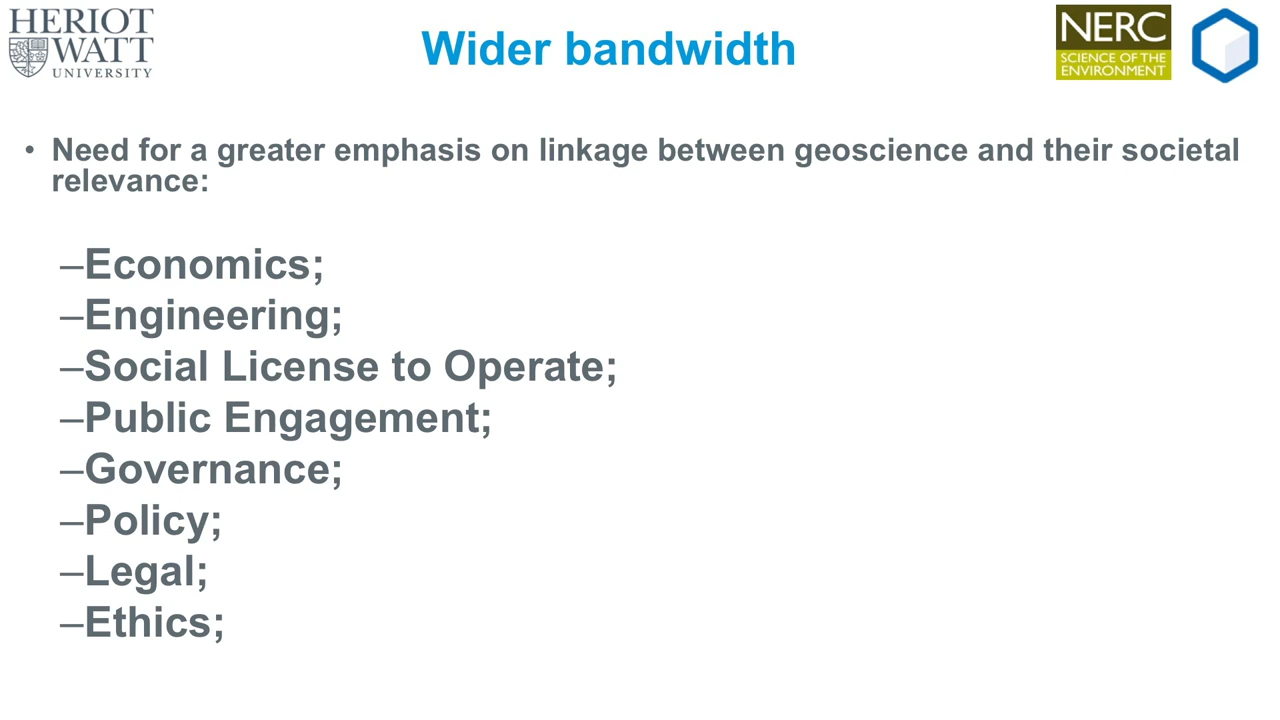 HERIOT
WATT
UNIVERSITY
Wider bandwidth
NERC
SCIENCE OF THE
ENVIRONMENT
• Need for a greater emphasis on linkage between geoscience and their societal
relevance:
–Economics;
–Engineering;
–Social License to Operate;
–Public Engagement;
–Governance;
–Policy;
–Legal;
–Ethics;